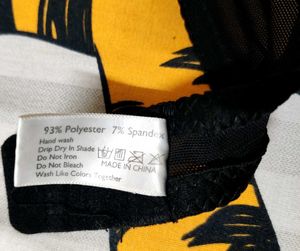 93% Polyester 7% Spandex
Hand wash
Drip Dry In Shade
Do Not Iron
Do Not Bleach
MADE IN CHINA
Wash Like Colors Together